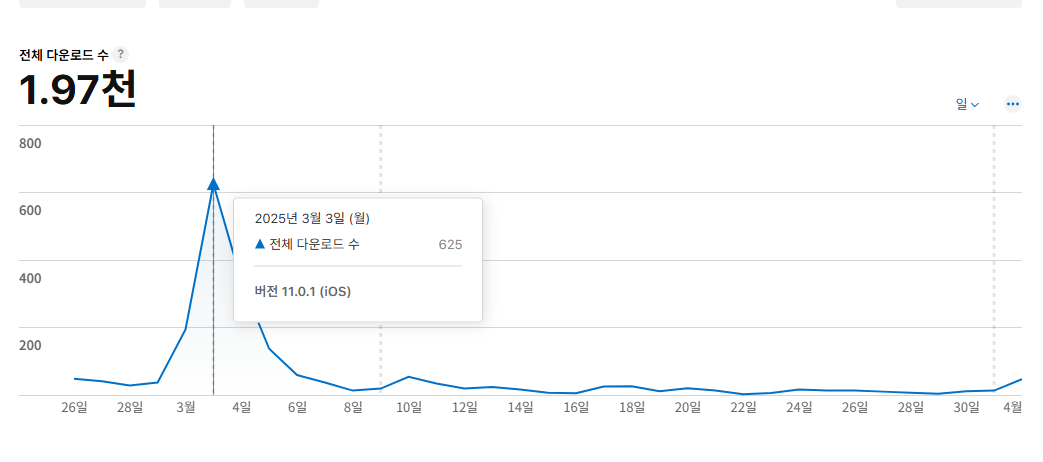 전체 다운로드 수 ?
1.97천
일
800
600
400
200
2025년 3월 3일 (월)
전체 다운로드 수 625
버전 11.0.1 (iOS)
26일 28일 3월 4일 6일 8일 10일 12일 14일 16일 18일 20일 22일 24일 26일 28일 30일 4월